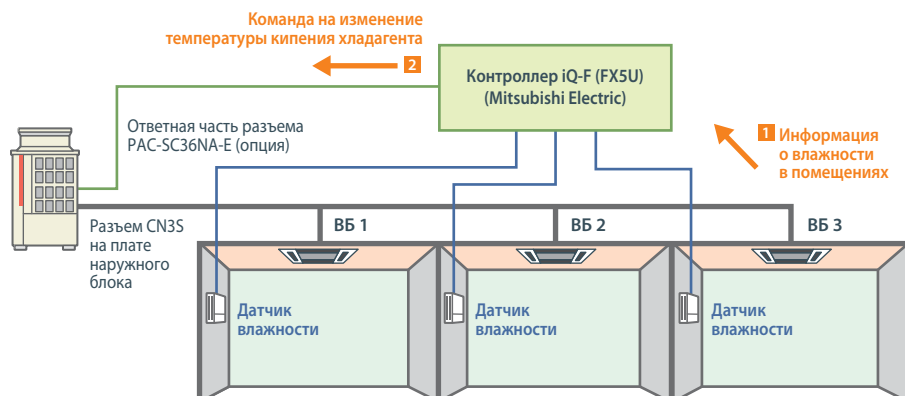 Команда на изменение
температуры кипения хладагента
2
Контроллер iQ-F (FX5U)
(Mitsubishi Electric)
Ответная часть разъема
PAC-SC36NA-E (опция)
1 Информация
о влажности
в помещениях
Разъем CN3S
на плате
наружного
блока
ВБ 1
ВБ 2
ВБ 3
Датчик
влажности
Датчик
влажности
Датчик
влажности